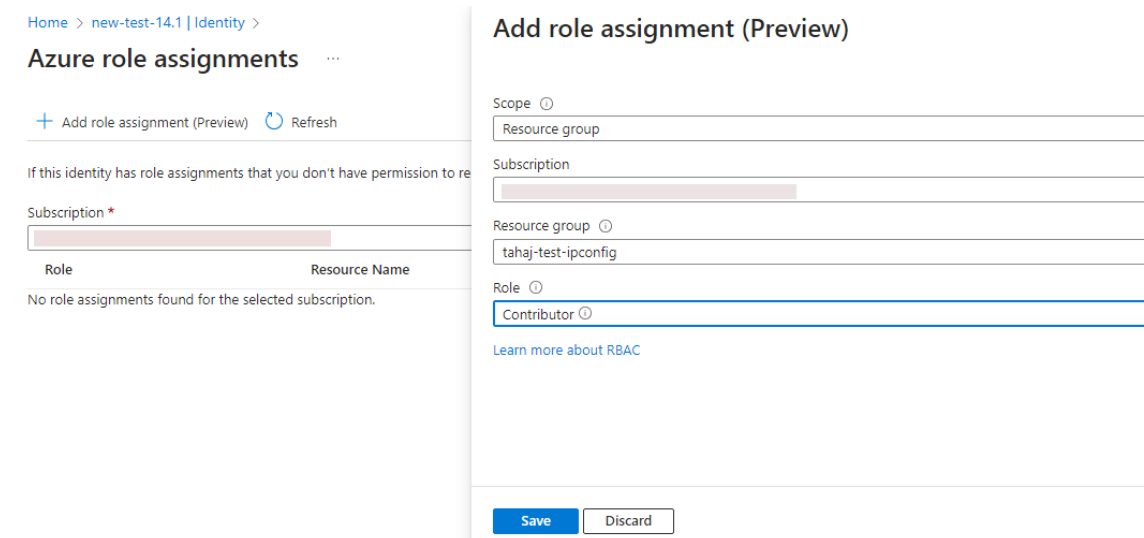 Home > new-test-14.1 | Identity >
Azure role assignments ...
Add role assignment (Preview) Refresh
If this identity has role assignments that you don't have permission to re
Subscription *
Role Resource Name
No role assignments found for the selected subscription.
Add role assignment (Preview)
Scope
Resource group
Subscription
Resource group
tahaj-test-ipconfig
Role
Contributor
Learn more about RBAC
Save Discard